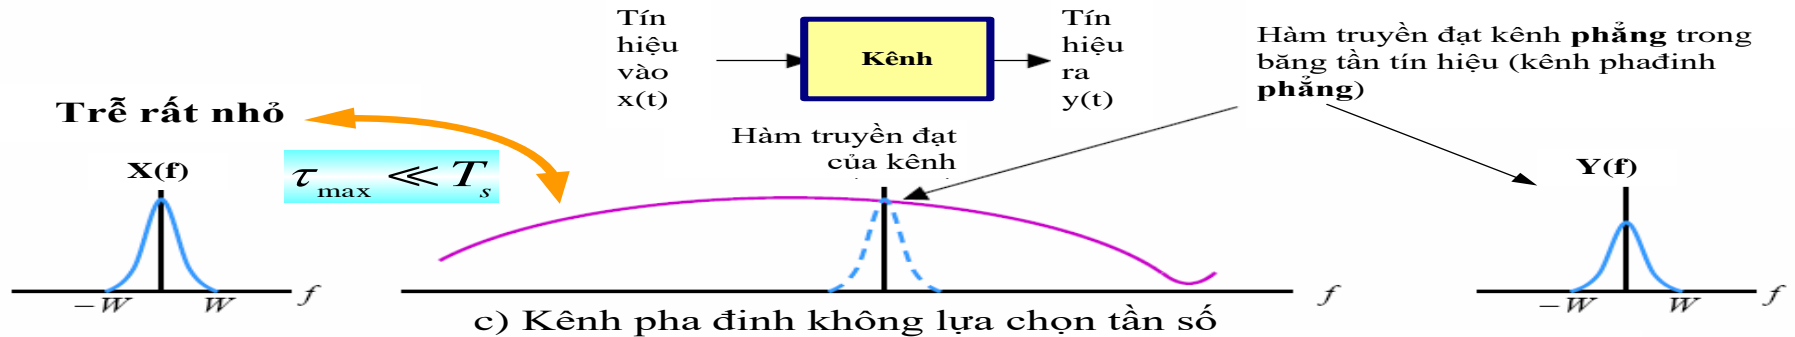 Tín
hiệu
vào
x(t)
Kênh
Tín
hiệu
ra
y(t)
Hàm truyền đạt kênh phẳng trong
băng tần tín hiệu (kênh phađinh
phẳng)
Trễ rất nhỏ
τmax ≪ Ts
Hàm truyền đạt
của kênh
X(f)
Y(f)
−W W f
f
−W W f
c) Kênh pha đinh không lựa chọn tần số